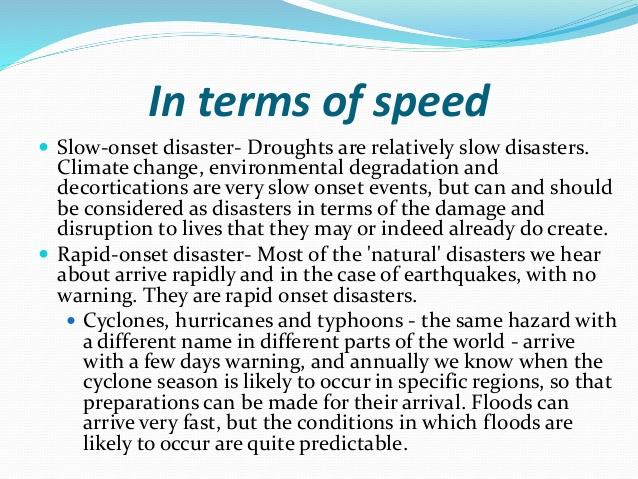 In terms of speed
Slow-onset disaster- Droughts are relatively slow disasters.
Climate change, environmental degradation and
decortications are very slow onset events, but can and should
be considered as disasters in terms of the damage and
disruption to lives that they may or indeed already do create.
Rapid-onset disaster- Most of the 'natural' disasters we hear
about arrive rapidly and in the case of earthquakes, with no
warning. They are rapid onset disasters.
Cyclones, hurricanes and typhoons - the same hazard with
a different name in different parts of the world - arrive
with a few days warning, and annually we know when the
cyclone season is likely to occur in specific regions, so that
preparations can be made for their arrival. Floods can
arrive very fast, but the conditions in which floods are
likely to occur are quite predictable.